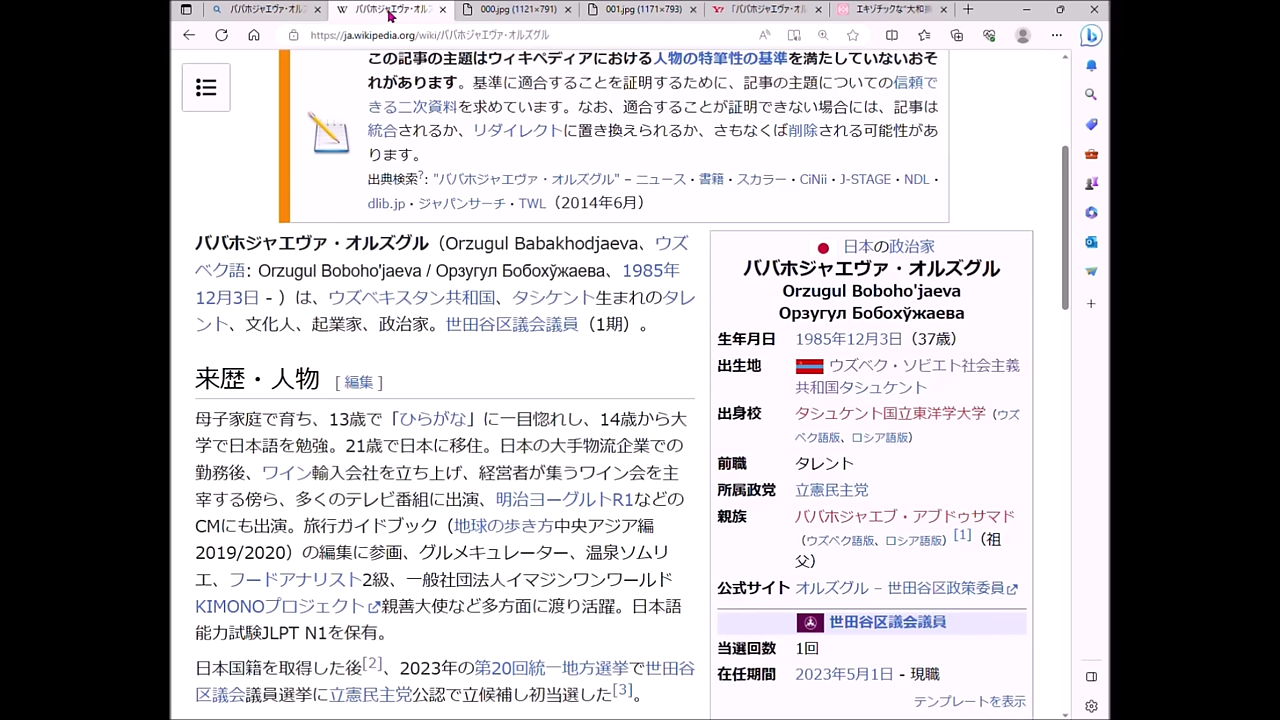 ババホジャエヴァ・オルズ
ババホジャエヴァ・オルズ
000.jpg (1121×791)
001.jpg (1171×793)
「ババホジャエヴァ・オルズ
エキゾチックな"大和撫
https://ja.wikipedia.org/wiki/ババホジャエヴァ・オルズグル
この記事の主題はウィキペディアにおける人物の特筆性の基準を満たしていないおそ
れがあります。基準に適合することを証明するために、記事の主題についての信頼で
きる二次資料を求めています。なお、適合することが証明できない場合には、記事は
統合されるか、リダイレクトに置き換えられるか、さもなくば削除される可能性があ
ります。
出典検索?: "ババホジャエヴァ・オルズグル" – ニュース・書籍・スカラー・CiNii・J-STAGE・NDL・
dlib.jp・ジャパンサーチ・TWL（2014年6月）
ババホジャエヴァ・オルズグル（Orzugul Babakhodjaeva、ウズ
ベク語: Orzugul Boboho'jaeva / Орзугул Бобохўжаева、1985年
12月3日 - ）は、ウズベキスタン共和国、タシケント生まれのタレ
ント、文化人、起業家、政治家。世田谷区議会議員（1期）。
来歴・人物 [ 編集 ]
母子家庭で育ち、13歳で「ひらがな」に一目惚れし、14歳から大
学で日本語を勉強。21歳で日本に移住。日本の大手物流企業での
勤務後、ワイン輸入会社を立ち上げ、経営者が集うワイン会を主
宰する傍ら、多くのテレビ番組に出演、明治ヨーグルトR1などの
CMにも出演。旅行ガイドブック（地球の歩き方中央アジア編
2019/2020）の編集に参画、グルメキュレーター、温泉ソムリ
エ、フードアナリスト2級、一般社団法人イマジンワンワールド
KIMONOプロジェクト親善大使など多方面に渡り活躍。日本語
能力試験JLPT N1を保有。
日本国籍を取得した後[2]、2023年の第20回統一地方選挙で世田谷
区議会議員選挙に立憲民主党公認で立候補し初当選した[3]。
日本の政治家
ババホジャエヴァ・オルズグル
Orzugul Boboho'jaeva
Орзугул Бобохўжаева
生年月日 1985年12月3日（37歳）
出生地 ウズベク・ソビエト社会主義
共和国タシュケント
出身校 タシュケント国立東洋学大学（ウズ
ベク語版、ロシア語版）
前職 タレント
所属政党 立憲民主党
親族 ババホジャエブ・アブドゥサマド
（ウズベク語版、ロシア語版）[1]（祖
父）
公式サイト オルズグル – 世田谷区政策委員
世田谷区議会議員
当選回数 1回
在任期間 2023年5月1日 - 現職
テンプレートを表示